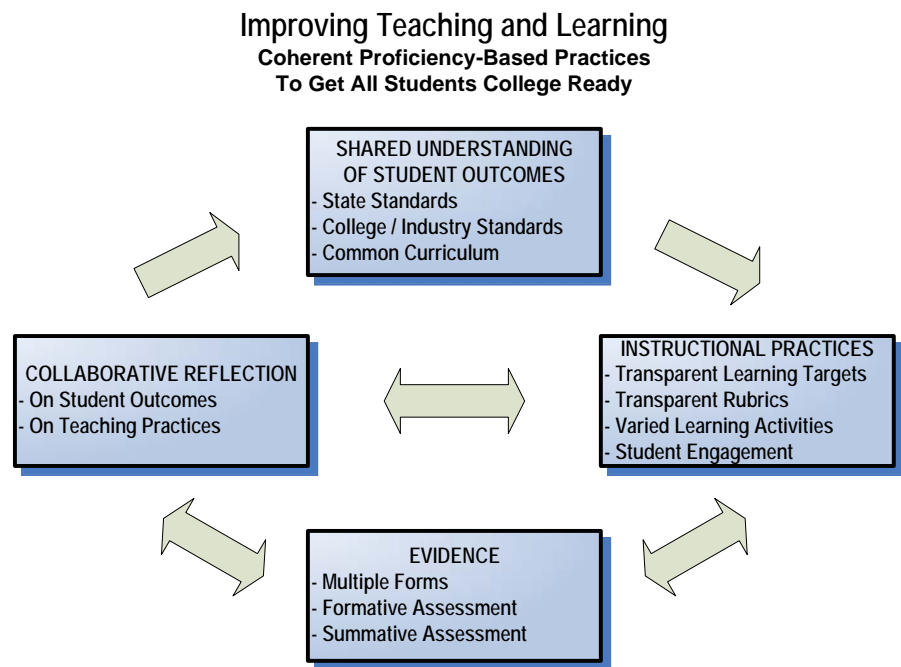 Improving Teaching and Learning
Coherent Proficiency-Based Practices
To Get All Students College Ready
SHARED UNDERSTANDING
OF STUDENT OUTCOMES
- State Standards
- College / Industry Standards
- Common Curriculum
COLLABORATIVE REFLECTION
- On Student Outcomes
- On Teaching Practices
INSTRUCTIONAL PRACTICES
- Transparent Learning Targets
- Transparent Rubrics
- Varied Learning Activities
- Student Engagement
EVIDENCE
- Multiple Forms
- Formative Assessment
- Summative Assessment